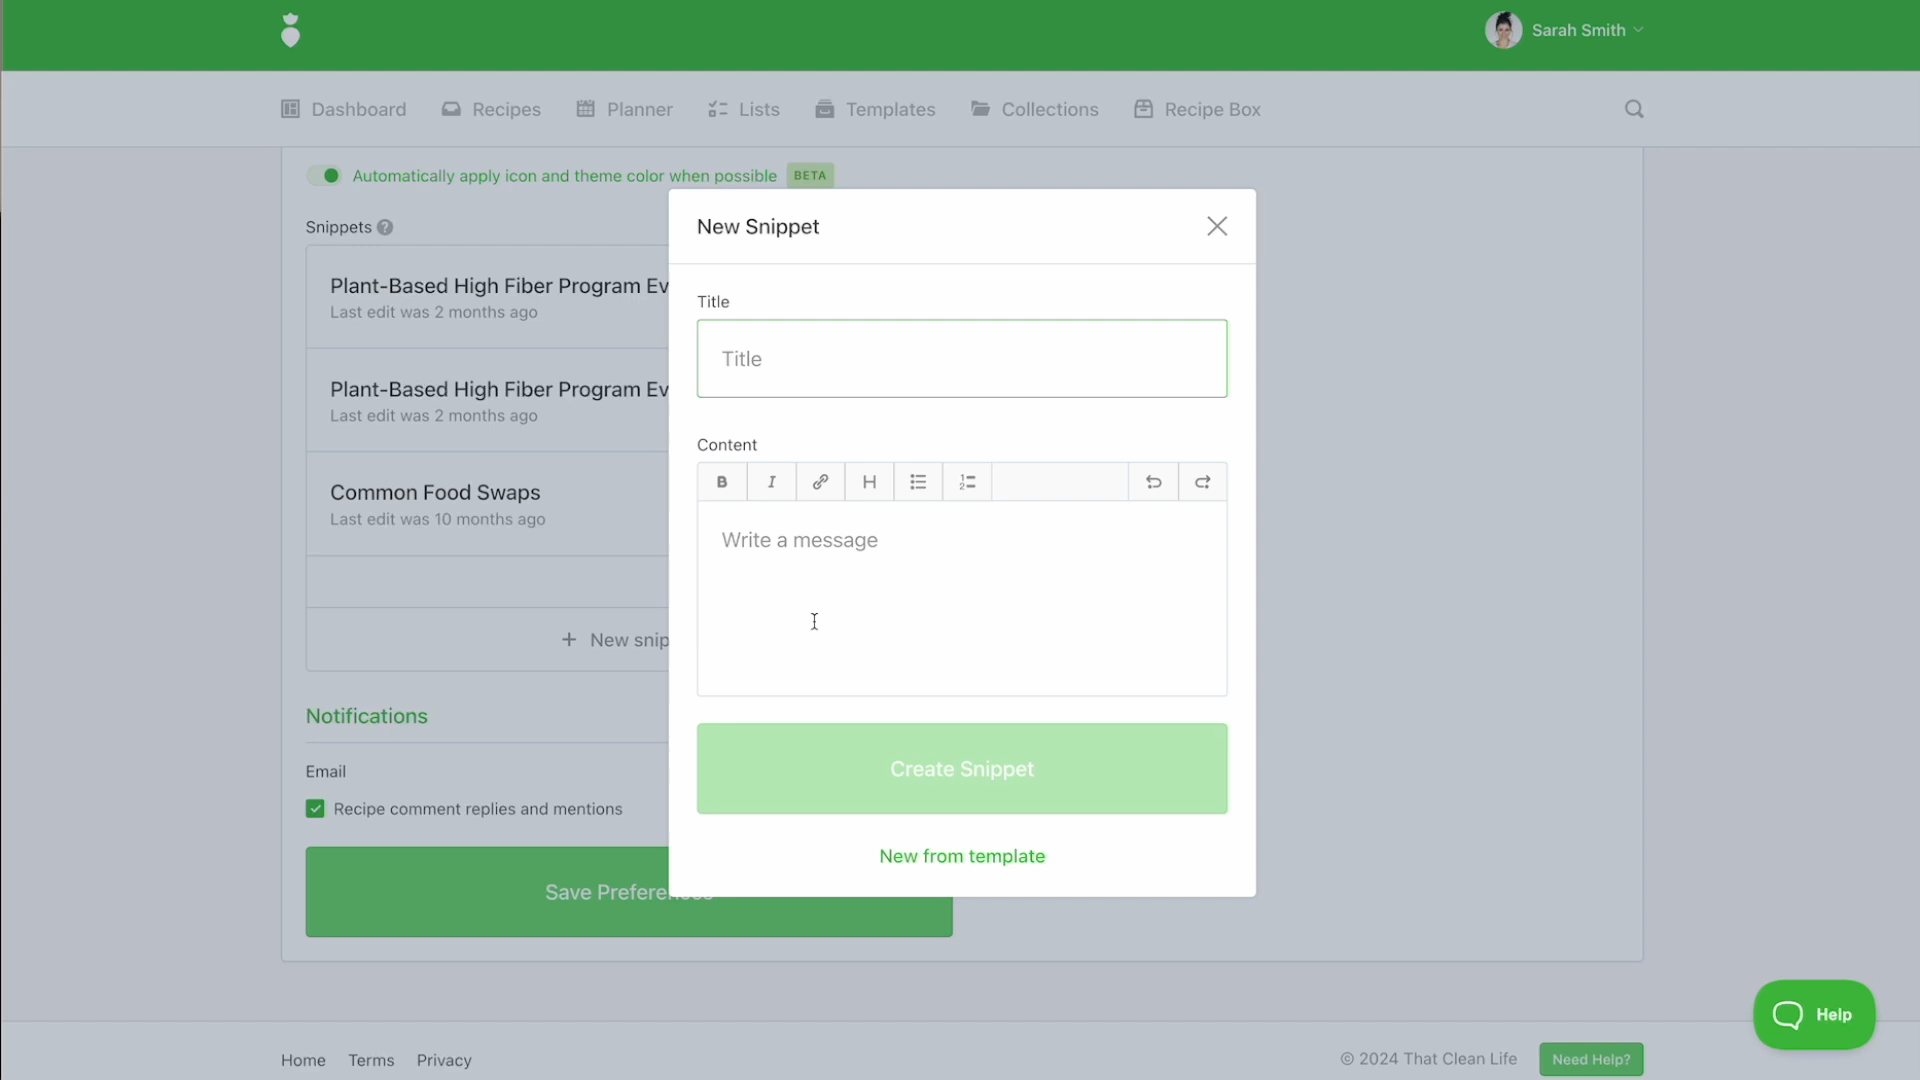 Sarah Smith
Dashboard
Recipes
Planner
Lists
Templates
Collections
Recipe Box
Automatically apply icon and theme color when possible BETA
Snippets
Plant-Based High Fiber Program Ev
Last edit was 2 months ago
Plant-Based High Fiber Program Ev
Last edit was 2 months ago
Common Food Swaps
Last edit was 10 months ago
+ New snip
Notifications
Email
Recipe comment replies and mentions
Save Preferences
New Snippet
Title
Title
Content
B I H
Write a message
Create Snippet
New from template
Help
Home Terms Privacy
© 2024 That Clean Life
Need Help?